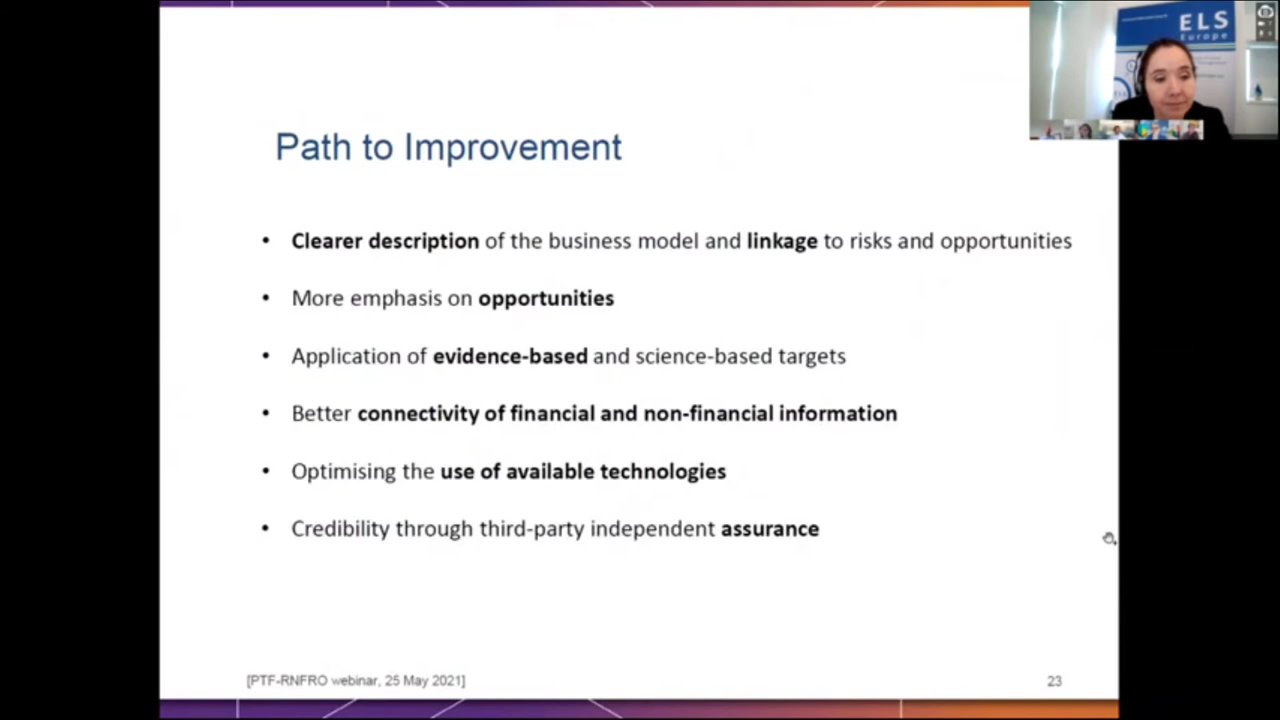 ELS
Europe
Path to Improvement
• Clearer description of the business model and linkage to risks and opportunities
• More emphasis on opportunities
• Application of evidence-based and science-based targets
• Better connectivity of financial and non-financial information
• Optimising the use of available technologies
• Credibility through third-party independent assurance
[PTF-RNFRO webinar, 25 May 2021]
23